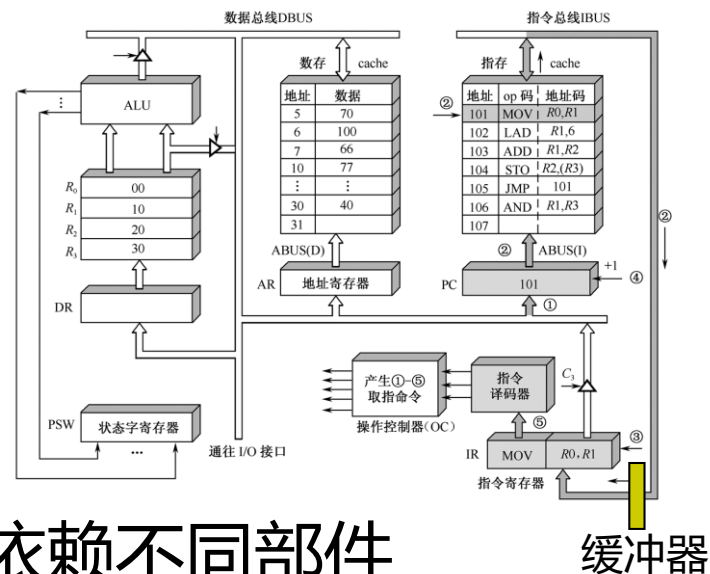 数据总线DBUS
指令总线IBUS
数存 cache
指存 cache
ALU
地址 数据
5 70
6 100
7 66
10 77
⋮ ⋮
30 40
31
地址 op 码 地址码
101 MOV R0,R1
102 LAD R1,6
103 ADD R1,R2
104 STO R2,(R3)
105 JMP 101
106 AND R1,R3
107
②
②
R₀ 00
R₁ 10
R₂ 20
R₃ 30
ABUS(D)
② ABUS(I)
AR 地址寄存器
PC 101
+1
④
①
DR
产生①-⑤
取指命令
操作控制器(OC)
指令
译码器
C₃
⑤
PSW 状态字寄存器
…
通往 I/O 接口
IR MOV R0,R1
③
指令寄存器
依赖不同部件
缓冲器